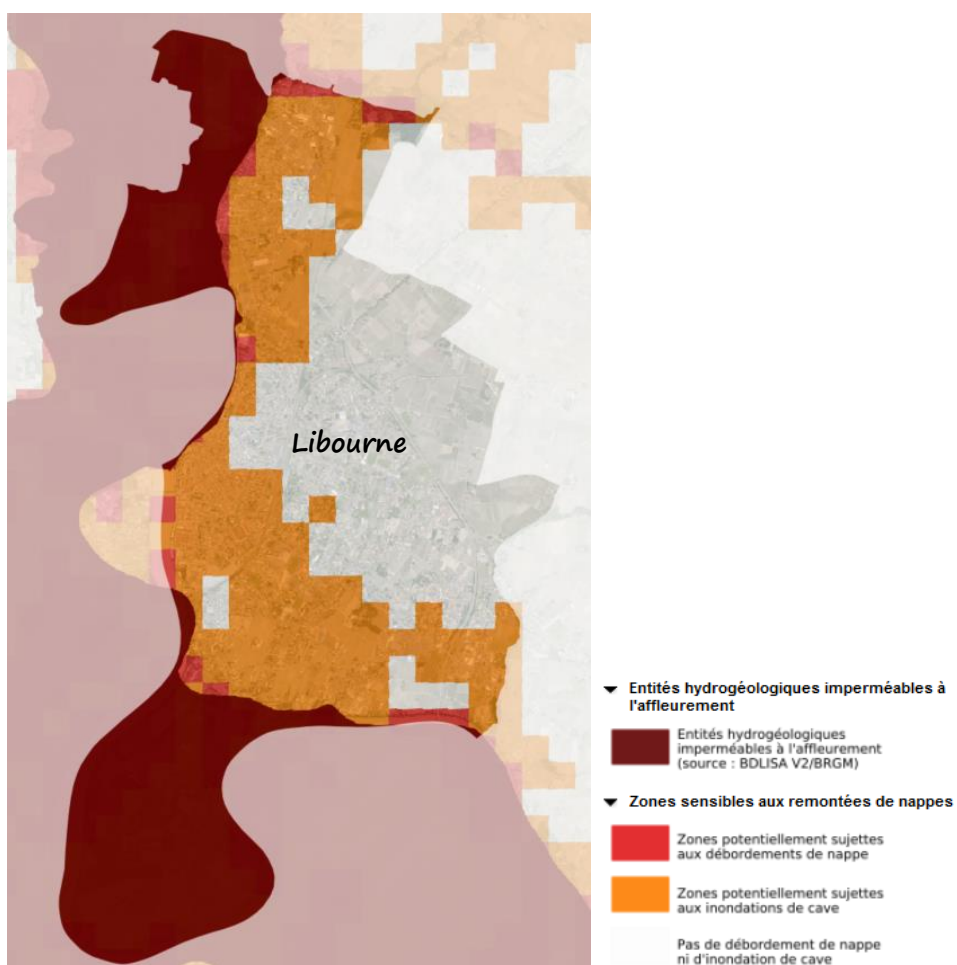 Libourne
Entités hydrogéologiques imperméables à
l'affleurement
Entités hydrogéologiques
imperméables à l'affleurement
(source : BDLISA V2/BRGM)
Zones sensibles aux remontées de nappes
Zones potentiellement sujettes
aux débordements de nappe
Zones potentiellement sujettes
aux inondations de cave
Pas de débordement de nappe
ni d'inondation de cave